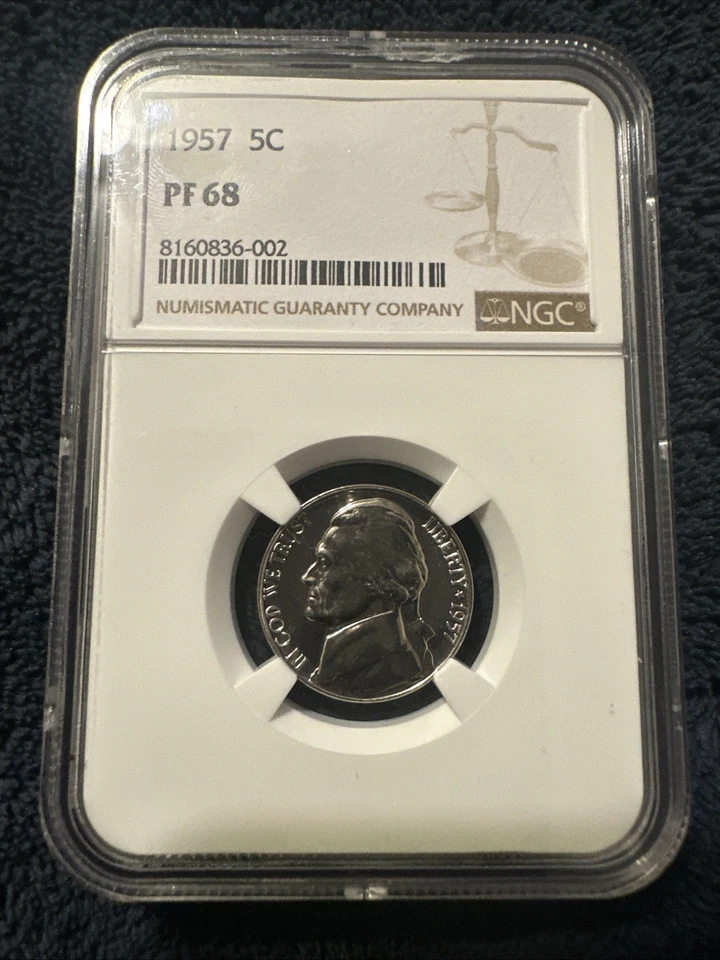 1957 5C
PF 68
8160836-002
NUMISMATIC GUARANTY COMPANY NGC®
IN GOD WE TRUST
LIBERTY ★ 1957